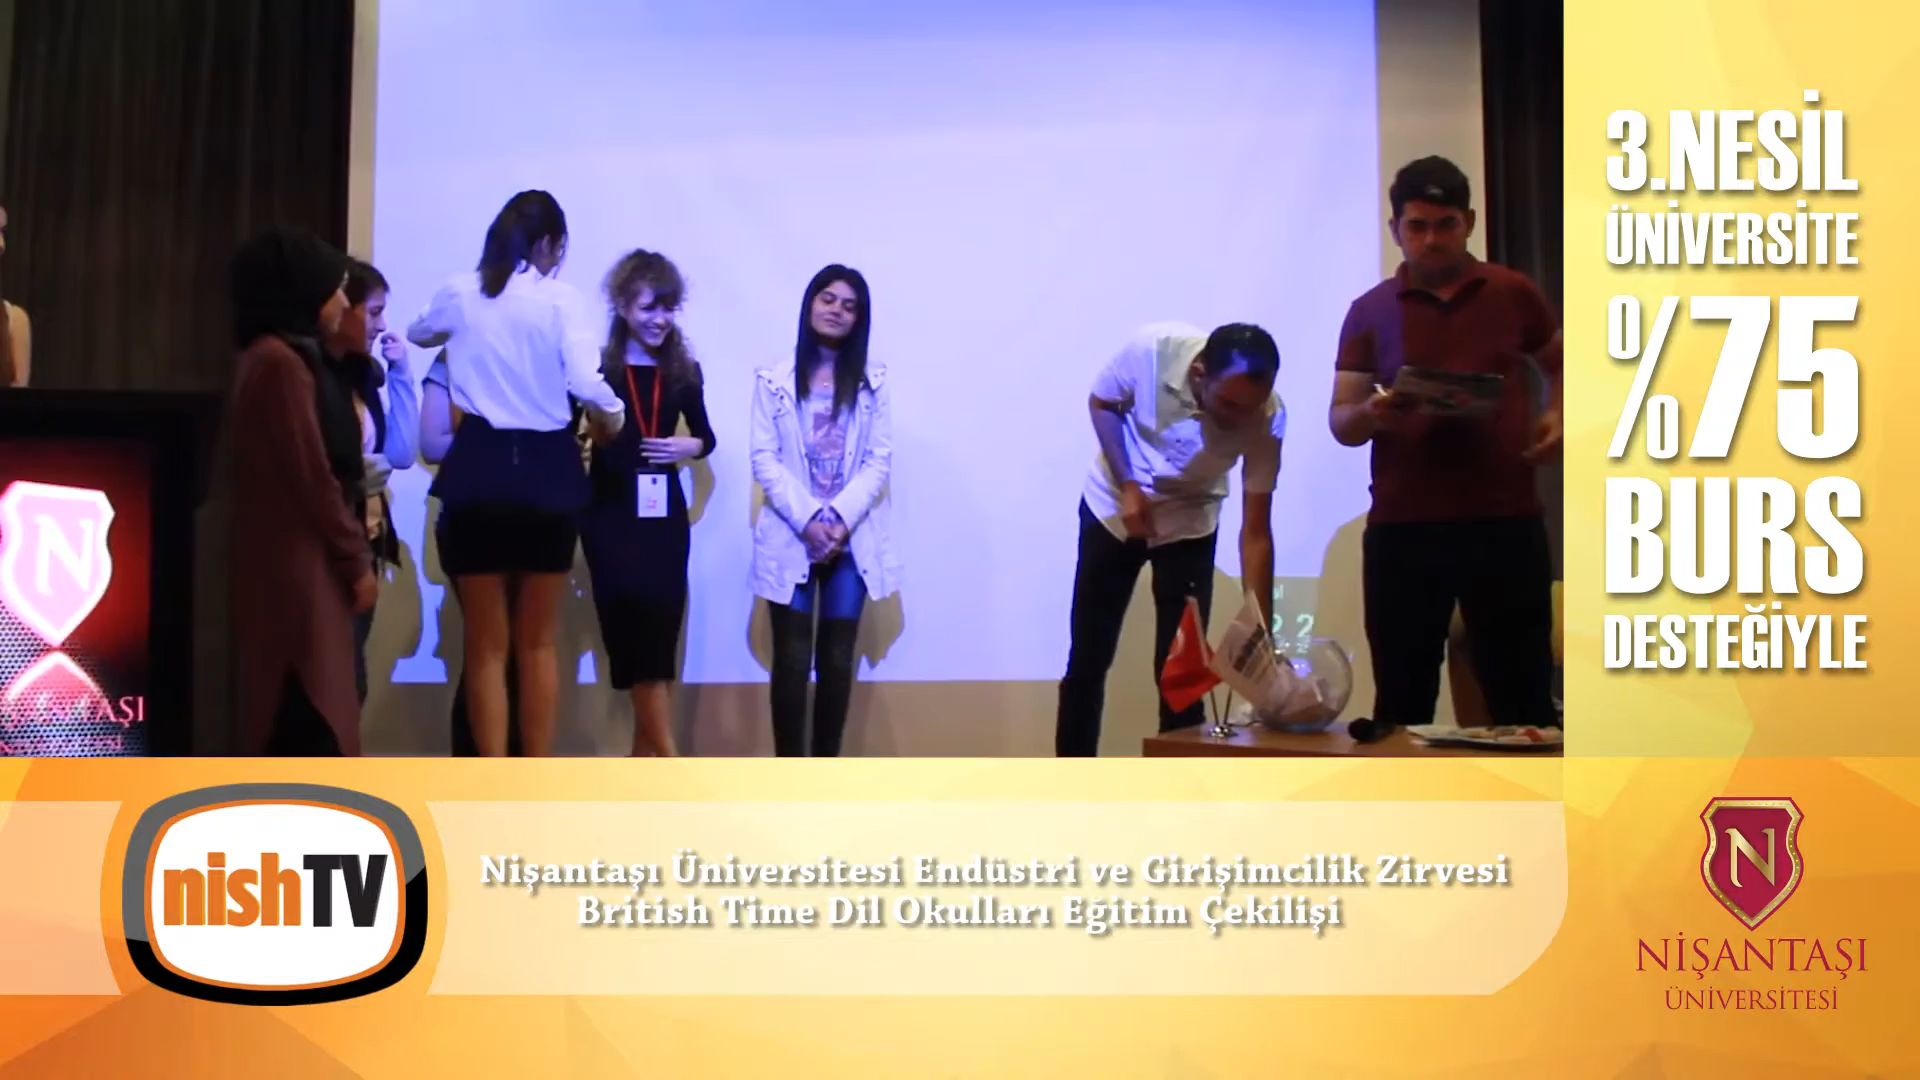 3.NESİL
ÜNİVERSİTE
%75
BURS
DESTEĞİYLE
N
nishTV
Nişantaşı Üniversitesi Endüstri ve Girişimcilik Zirvesi
British Time Dil Okulları Eğitim Çekilişi
N
NİŞANTAŞI
ÜNİVERSİTESİ